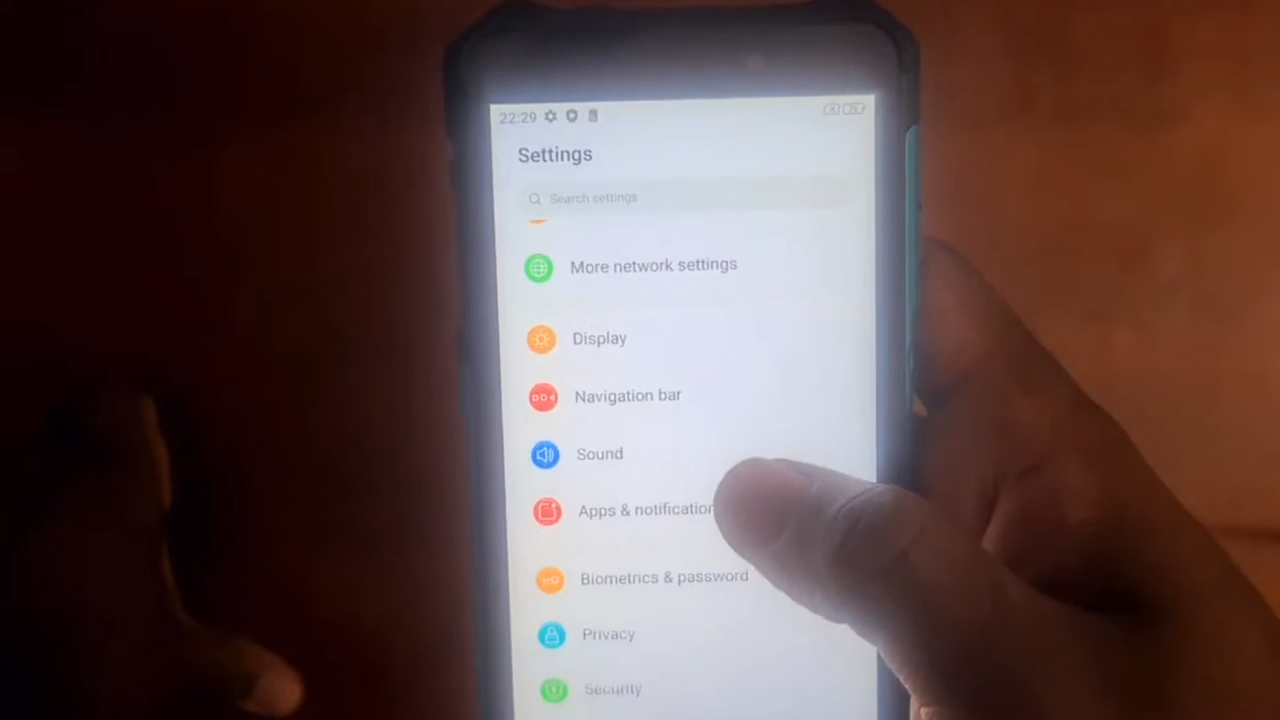 22:29
Settings
Search settings
More network settings
Display
Navigation bar
Sound
Apps & notification
Biometrics & password
Privacy
Security